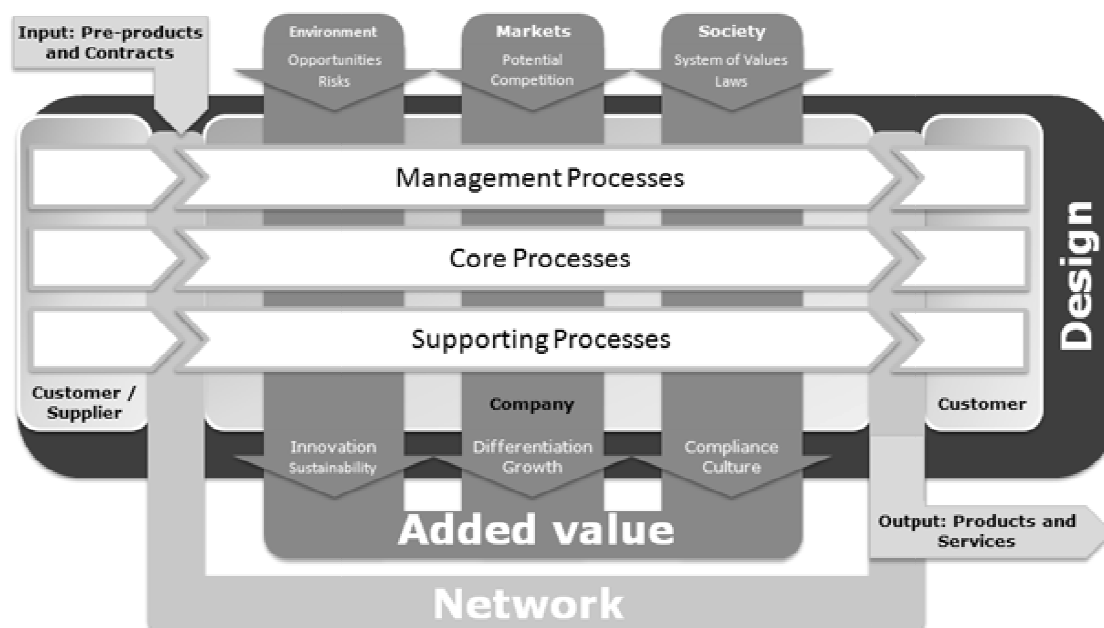 Input: Pre-products
and Contracts
Environment
Opportunities
Risks
Markets
Potential
Competition
Society
System of Values
Laws
Management Processes
Core Processes
Supporting Processes
Customer /
Supplier
Company
Customer
Design
Innovation
Sustainability
Differentiation
Growth
Compliance
Culture
Added value
Output: Products and
Services
Network